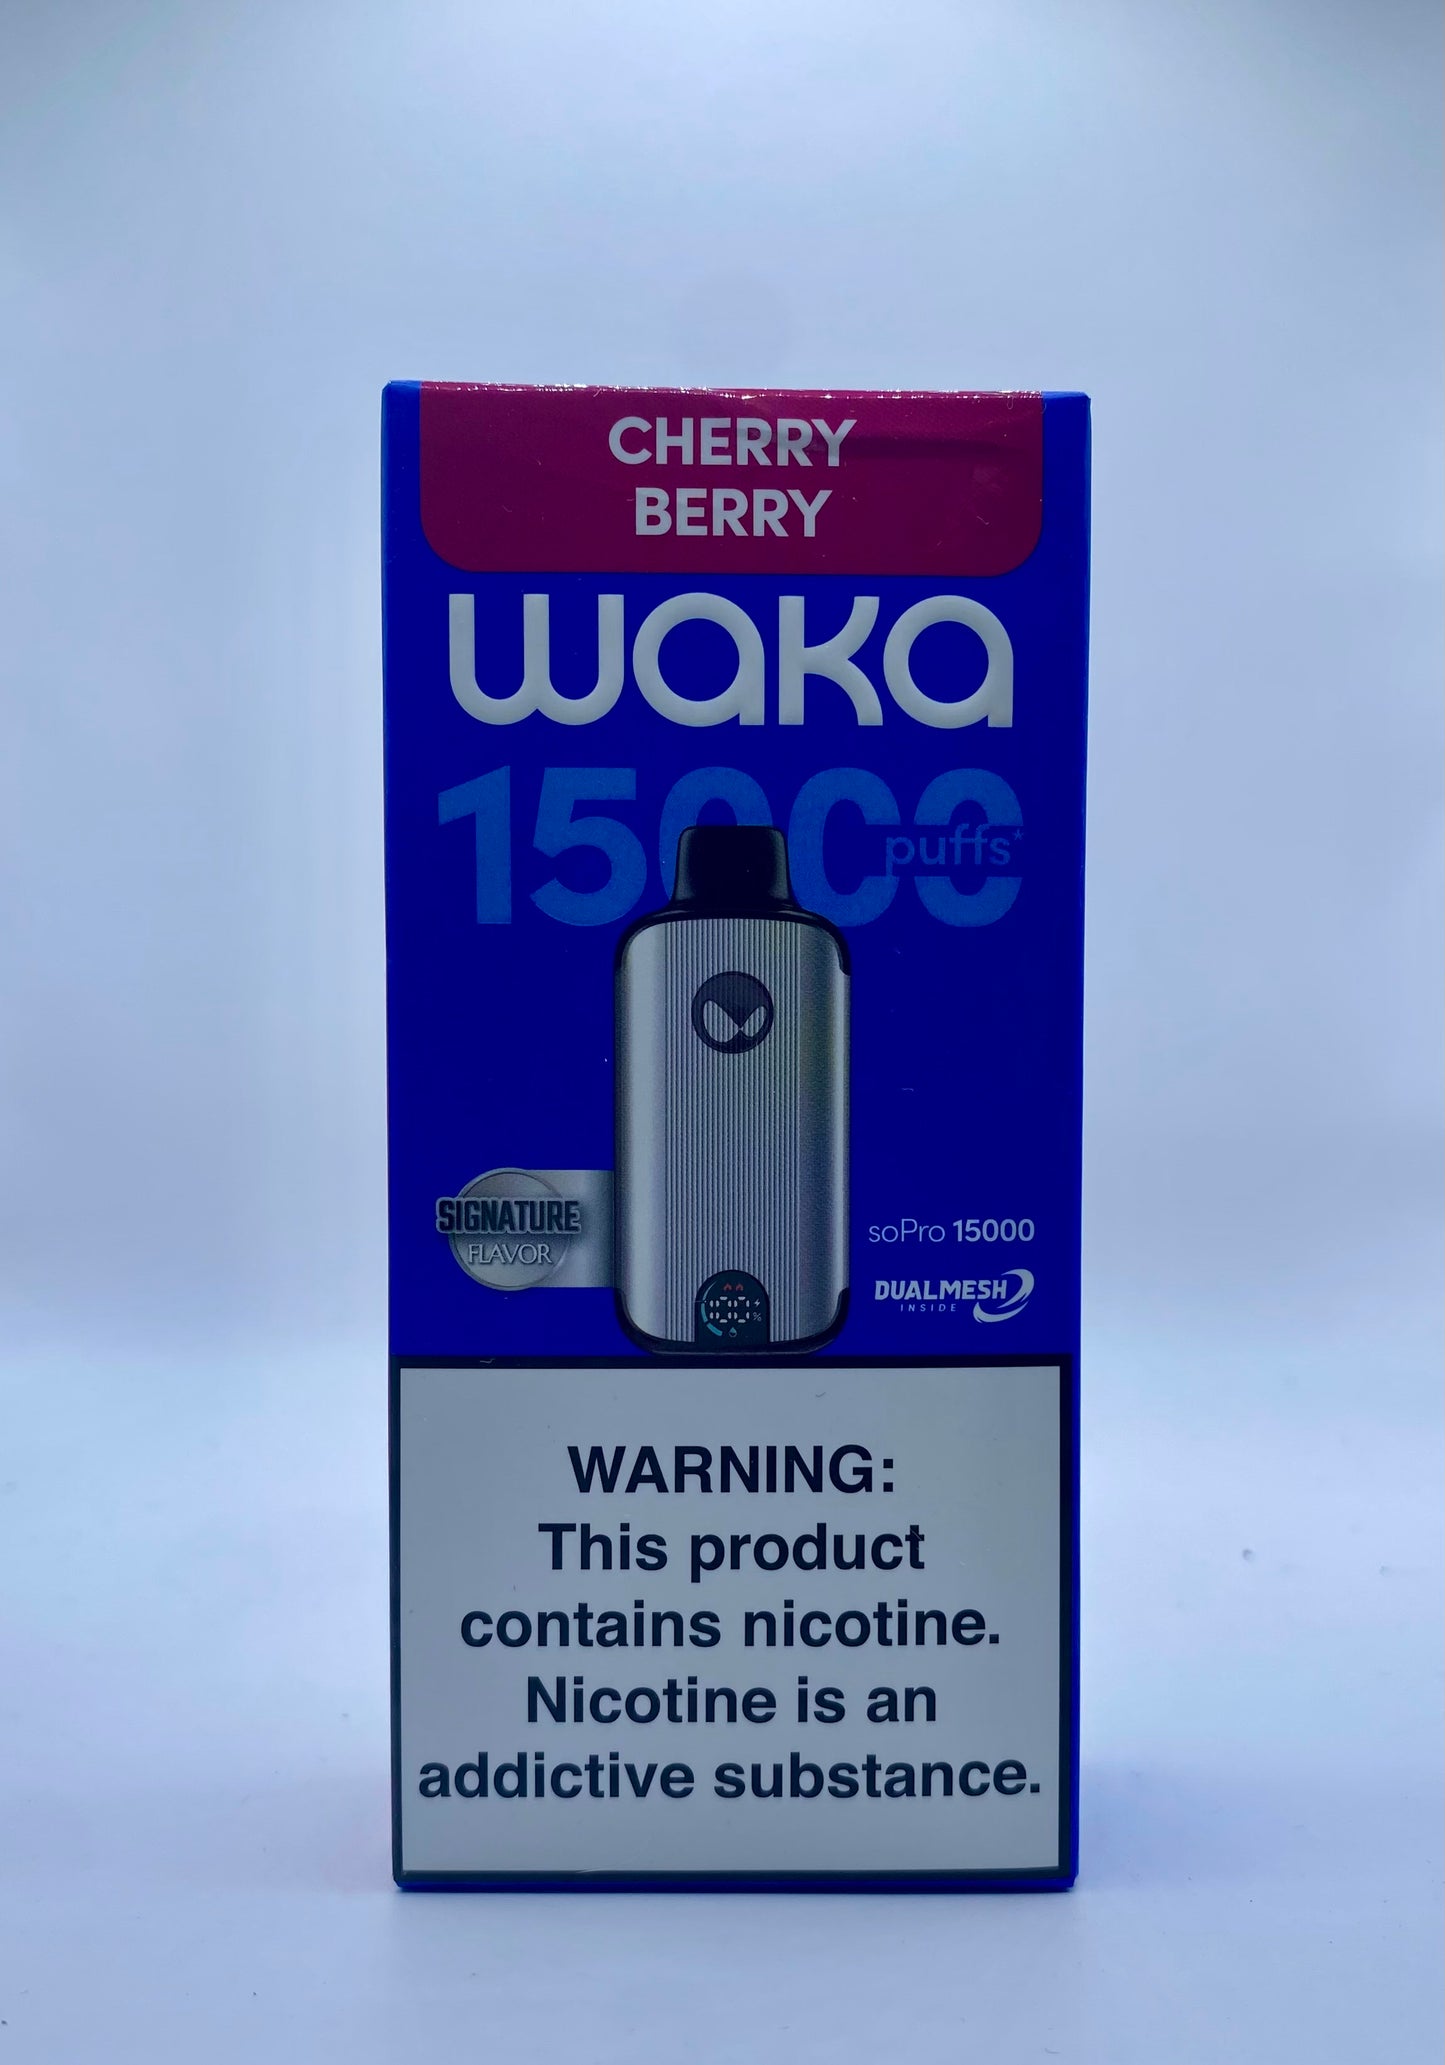 CHERRY
BERRY
waka
15000
puffs*
SIGNATURE
FLAVOR
soPro 15000
DUALMESH
INSIDE
WARNING:
This product
contains nicotine.
Nicotine is an
addictive substance.